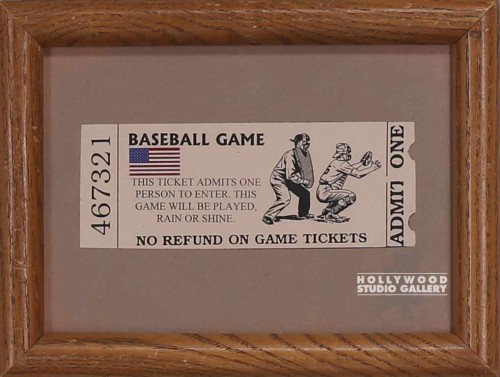 467321
BASEBALL GAME
THIS TICKET ADMITS ONE
PERSON TO ENTER. THIS
GAME WILL BE PLAYED,
RAIN OR SHINE.
NO REFUND ON GAME TICKETS
ADMIT ONE
HOLLYWOOD
STUDIO GALLERY